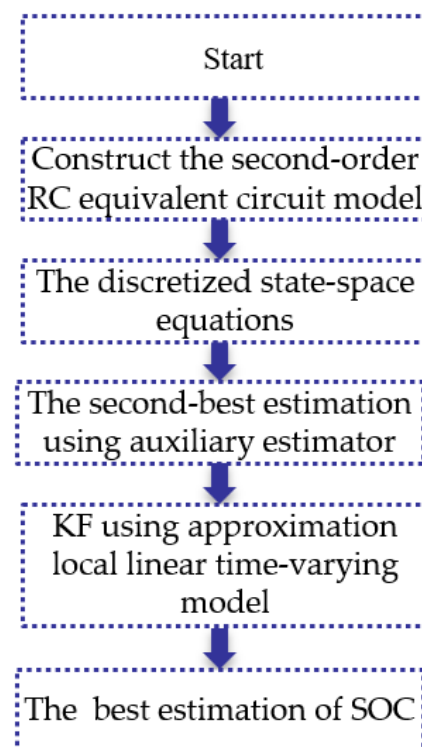 Start
Construct the second-order
RC equivalent circuit model
The discretized state-space
equations
The second-best estimation
using auxiliary estimator
KF using approximation
local linear time-varying
model
The best estimation of SOC